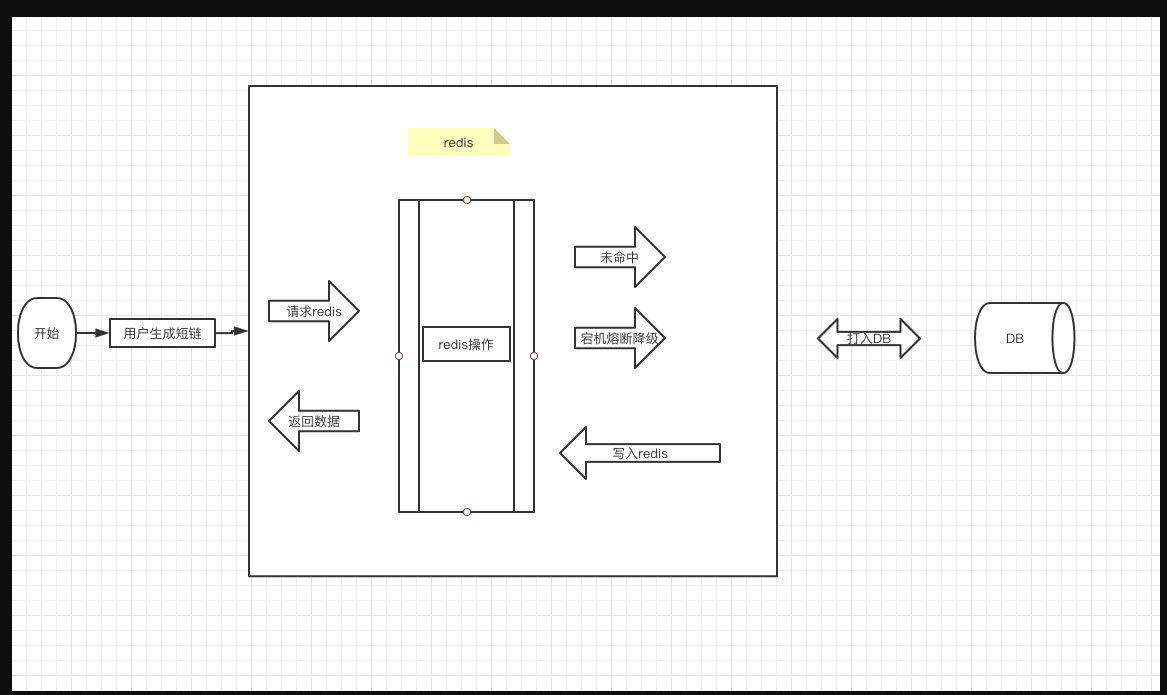 redis
未命中
请求redis
开始
用户生成短链
redis操作
宕机熔断降级
打入DB
DB
返回数据
写入redis